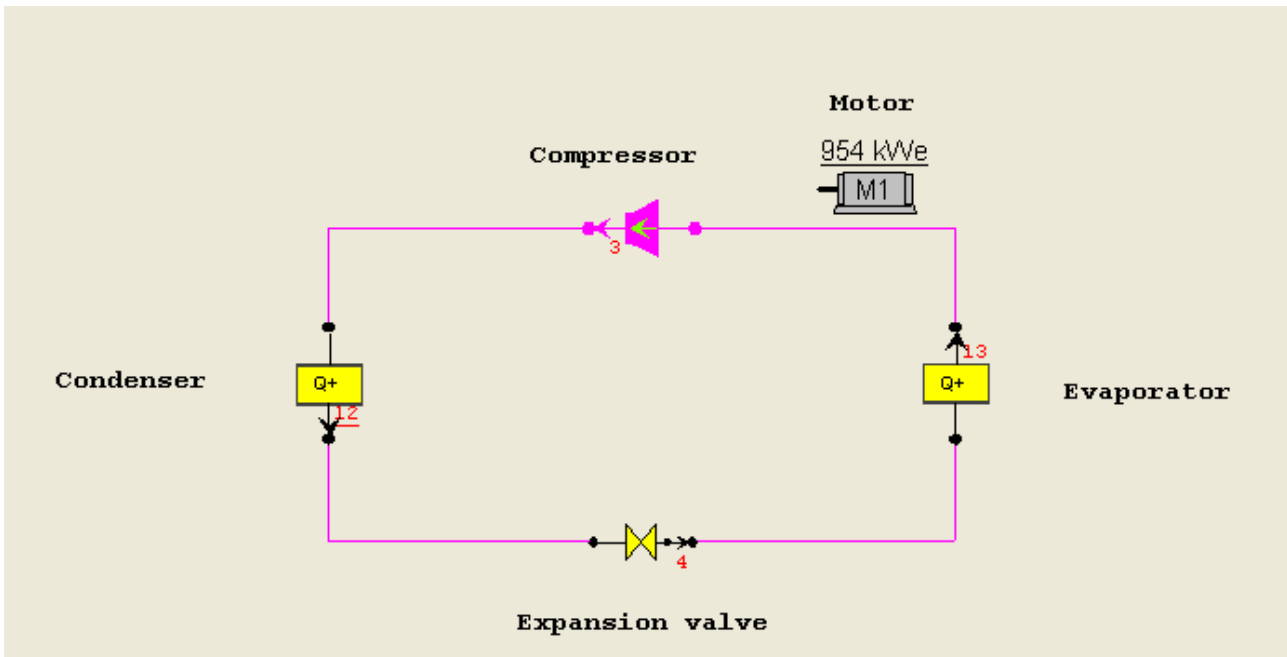 Motor
954 kWe
Compressor
M1
3
Condenser
Q+
12
Q+
13
Evaporator
4
Expansion valve